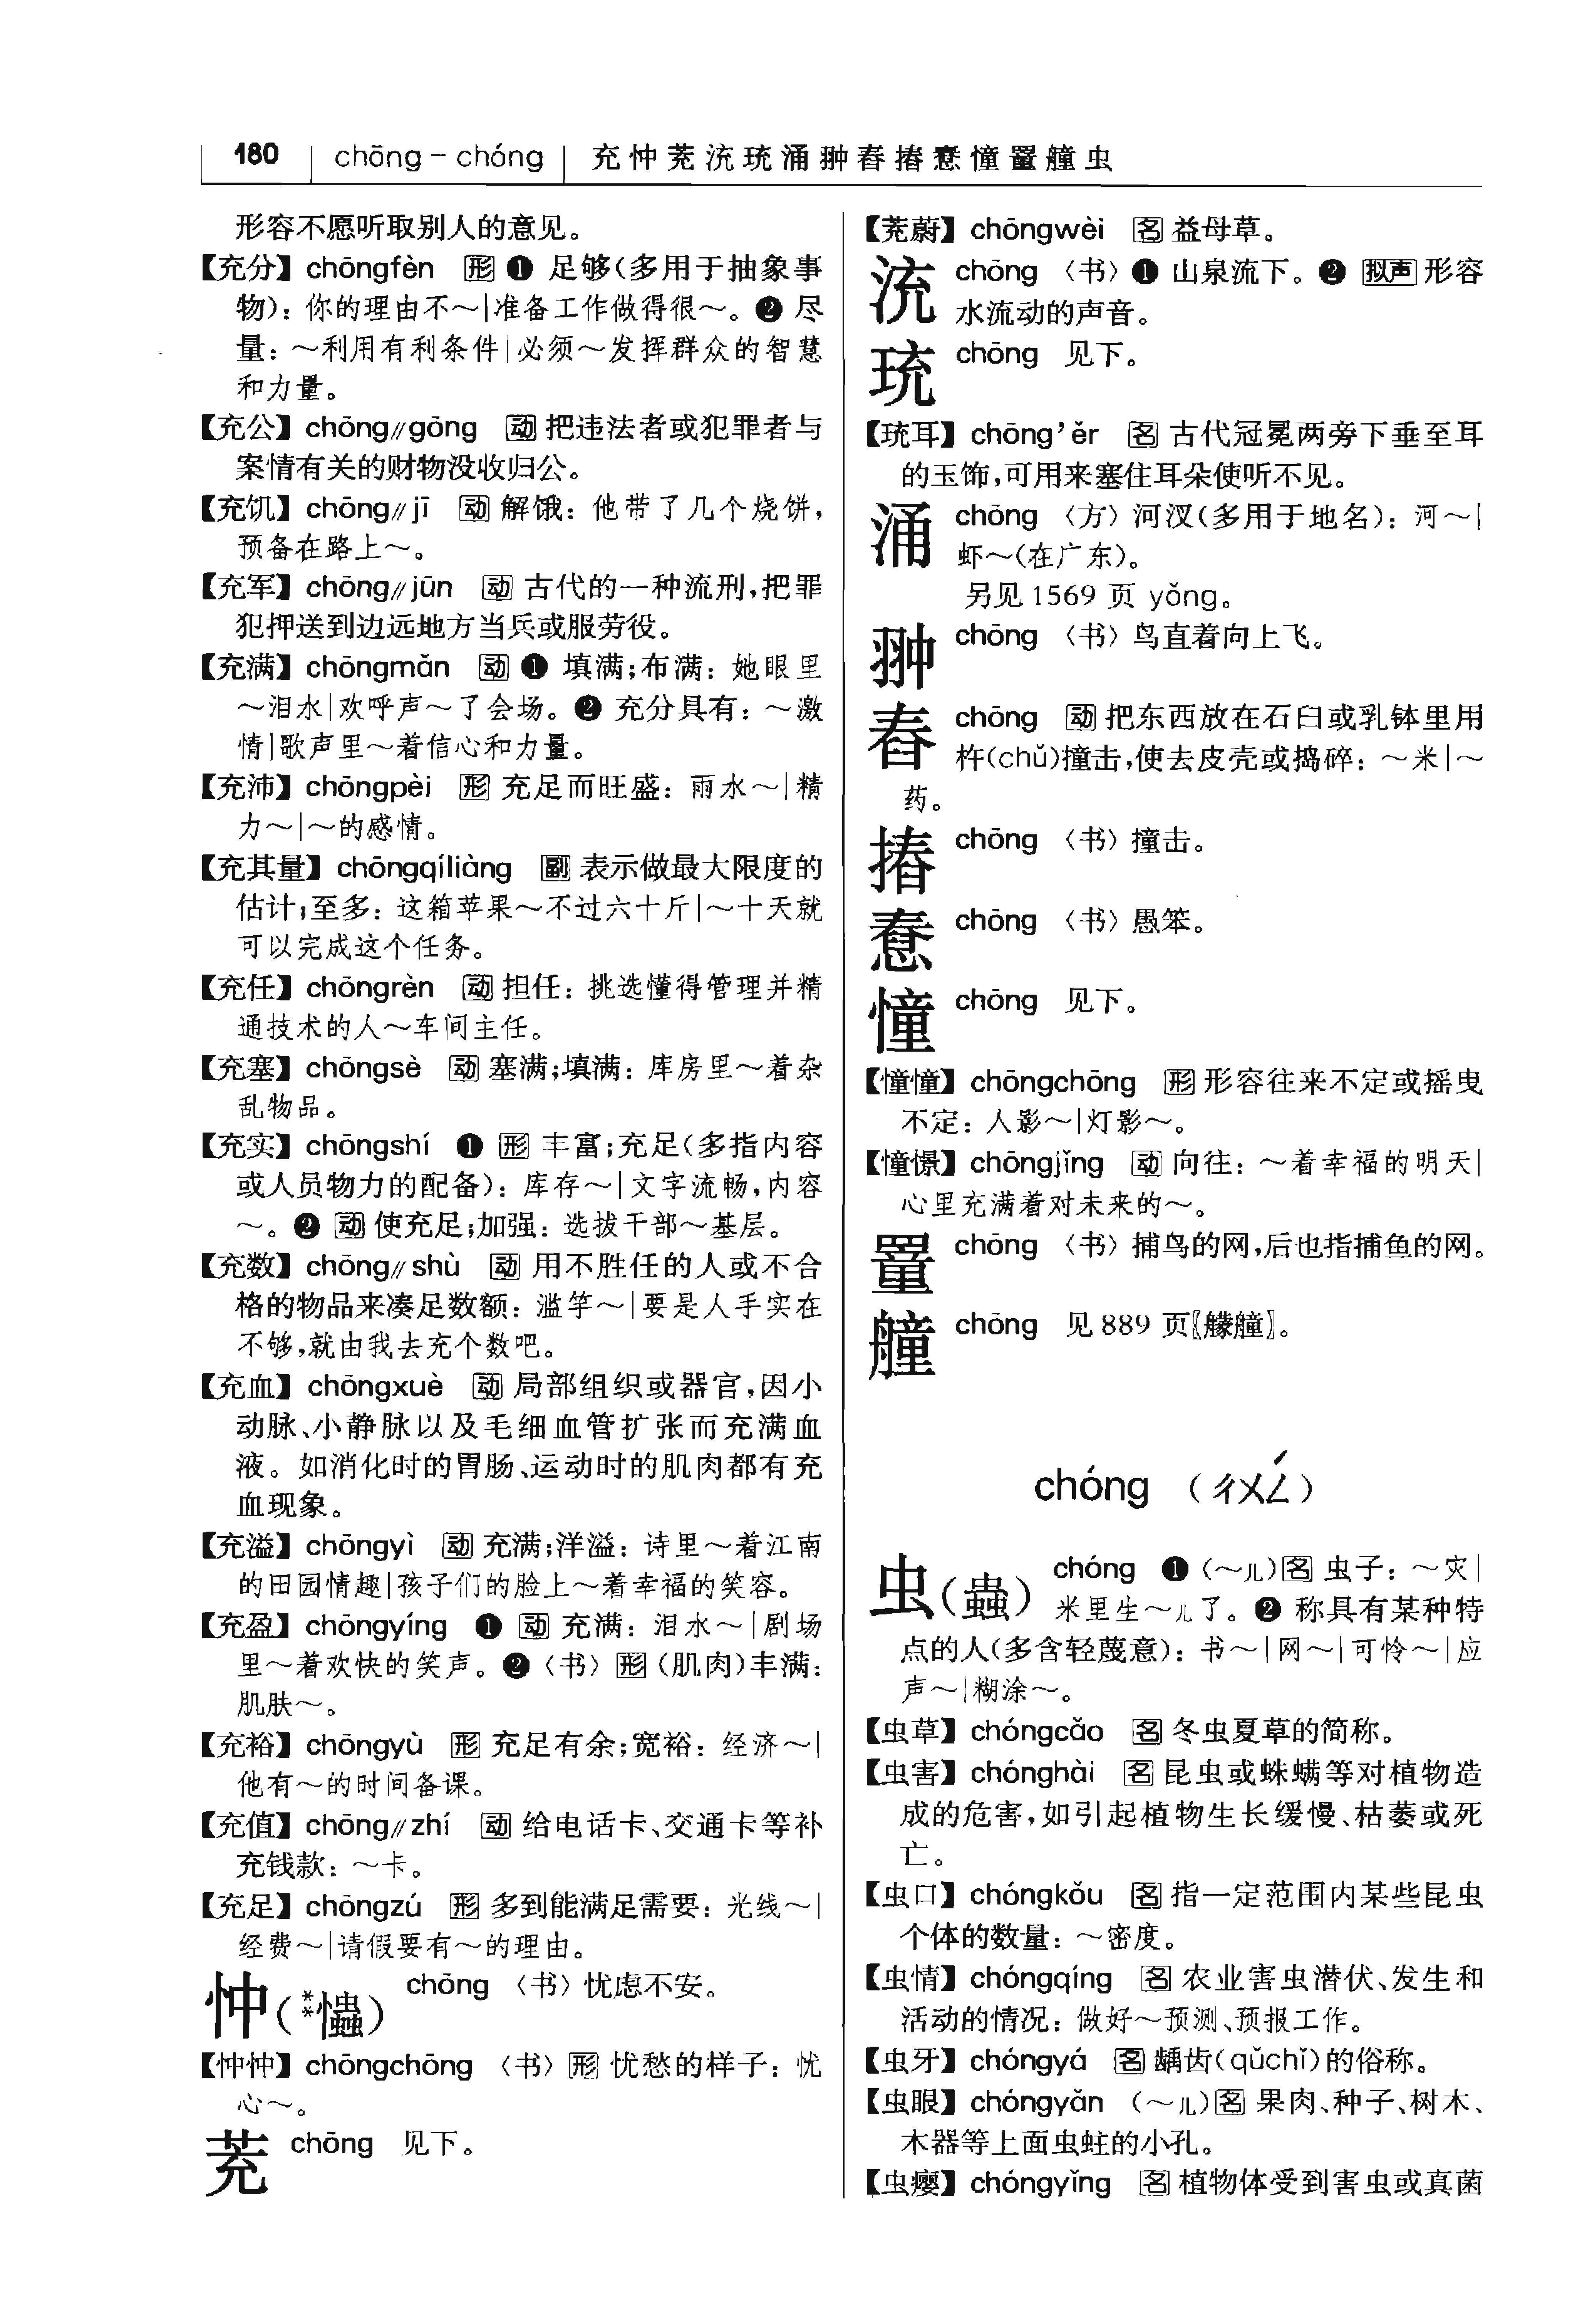 180 chōng – chóng 充忡茺㳘珫涌翀舂摏惷憧罿艟虫
形容不愿听取别人的意见。
【充分】 chōngfèn 形 ❶ 足够(多用于抽象事
物)：你的理由不～|准备工作做得很～。❷ 尽
量：～利用有利条件|必须～发挥群众的智慧
和力量。
【充公】 chōng∥gōng 动 把违法者或犯罪者与
案情有关的财物没收归公。
【充饥】 chōng∥jī 动 解饿：他带了几个烧饼，
预备在路上～。
【充军】 chōng∥jūn 动 古代的一种流刑，把罪
犯押送到边远地方当兵或服劳役。
【充满】 chōngmǎn 动 ❶ 填满；布满：她眼里
～泪水|欢呼声～了会场。❷ 充分具有：～激
情|歌声里～着信心和力量。
【充沛】 chōngpèi 形 充足而旺盛：雨水～|精
力～|～的感情。
【充其量】 chōngqíliàng 副 表示做最大限度的
估计；至多：这箱苹果～不过六十斤|～十天就
可以完成这个任务。
【充任】 chōngrèn 动 担任：挑选懂得管理并精
通技术的人～车间主任。
【充塞】 chōngsè 动 塞满；填满：库房里～着杂
乱物品。
【充实】 chōngshí ❶ 形 丰富；充足(多指内容
或人员物力的配备)：库存～|文字流畅，内容
～。❷ 动 使充足；加强：选拔干部～基层。
【充数】 chōng∥shù 动 用不胜任的人或不合
格的物品来凑足数额：滥竽～|要是人手实在
不够，就由我去充个数吧。
【充血】 chōngxuè 动 局部组织或器官，因小
动脉、小静脉以及毛细血管扩张而充满血
液。如消化时的胃肠、运动时的肌肉都有充
血现象。
【充溢】 chōngyì 动 充满；洋溢：诗里～着江南
的田园情趣|孩子们的脸上～着幸福的笑容。
【充盈】 chōngyíng ❶ 动 充满：泪水～|剧场
里～着欢快的笑声。❷〈书〉形 (肌肉)丰满：
肌肤～。
【充裕】 chōngyù 形 充足有余；宽裕：经济～|
他有～的时间备课。
【充值】 chōng∥zhí 动 给电话卡、交通卡等补
充钱款：～卡。
【充足】 chōngzú 形 多到能满足需要：光线～|
经费～|请假要有～的理由。
忡(**爞) chōng 〈书〉忧虑不安。
【忡忡】 chōngchōng 〈书〉形 忧愁的样子：忧
心～。
茺 chōng 见下。
【茺蔚】 chōngwèi 名 益母草。
㳘 chōng 〈书〉❶ 山泉流下。❷ 拟声 形容
水流动的声音。
珫 chōng 见下。
【珫耳】 chōng’ěr 名 古代冠冕两旁下垂至耳
的玉饰，可用来塞住耳朵使听不见。
涌 chōng 〈方〉河汊(多用于地名)：河～|
虾～(在广东)。
另见 1569 页 yǒng。
翀 chōng 〈书〉鸟直着向上飞。
舂 chōng 动 把东西放在石臼或乳钵里用
杵(chǔ)撞击，使去皮壳或捣碎：～米|～
药。
摏 chōng 〈书〉撞击。
惷 chōng 〈书〉愚笨。
憧 chōng 见下。
【憧憧】 chōngchōng 形 形容往来不定或摇曳
不定：人影～|灯影～。
【憧憬】 chōngjǐng 动 向往：～着幸福的明天|
心里充满着对未来的～。
罿 chōng 〈书〉捕鸟的网，后也指捕鱼的网。
艟 chōng 见 889 页〖艨艟〗。
chóng （ㄔㄨㄥˊ）
虫(蟲) chóng ❶（～儿）名 虫子：～灾|
米里生～儿了。❷ 称具有某种特
点的人(多含轻蔑意)：书～|网～|可怜～|应
声～|糊涂～。
【虫草】 chóngcǎo 名 冬虫夏草的简称。
【虫害】 chónghài 名 昆虫或蛛螨等对植物造
成的危害，如引起植物生长缓慢、枯萎或死
亡。
【虫口】 chóngkǒu 名 指一定范围内某些昆虫
个体的数量：～密度。
【虫情】 chóngqíng 名 农业害虫潜伏、发生和
活动的情况：做好～预测、预报工作。
【虫牙】 chóngyá 名 龋齿(qǔchǐ)的俗称。
【虫眼】 chóngyǎn （～儿）名 果肉、种子、树木、
木器等上面虫蛀的小孔。
【虫瘿】 chóngyǐng 名 植物体受到害虫或真菌